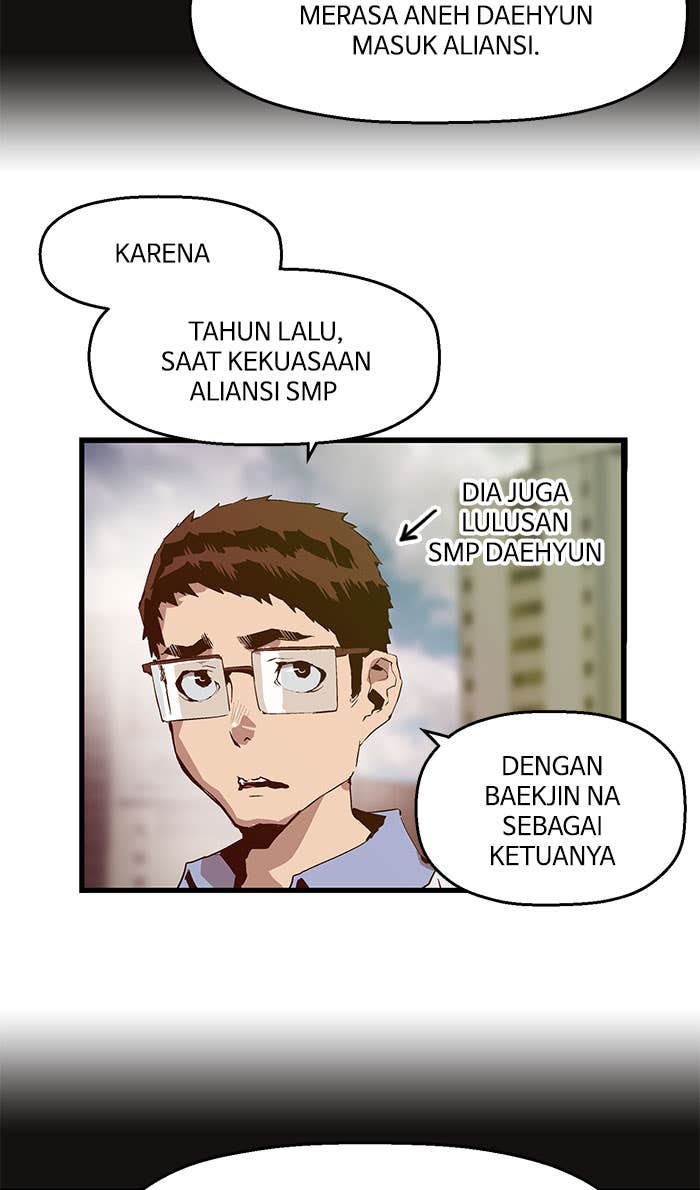 MERASA ANEH DAEHYUN
MASUK ALIANSI.
KARENA
TAHUN LALU,
SAAT KEKUASAAN
ALIANSI SMP
DIA JUGA
LULUSAN
SMP DAEHYUN
DENGAN
BAEKJIN NA
SEBAGAI
KETUANYA